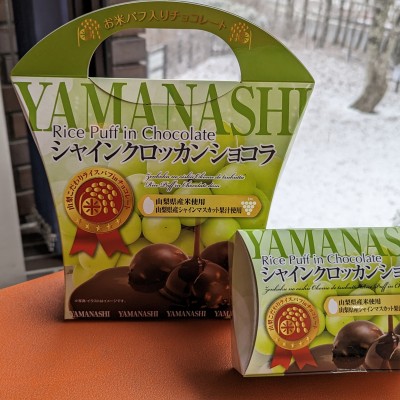 お米パフ入りチョコレート
YAMANASHI
Rice Puff in Chocolate
シャインクロッカンショコラ
山梨県産米使用
山梨県産シャインマスカット果汁使用
YAMANASHI YAMANASHI YAMANASHI YAMANASHI
YAMANASHI
Rice Puff in Chocolate
シャインクロッカンショ
山梨県産米使用
山梨県産シャインマスカット果汁使